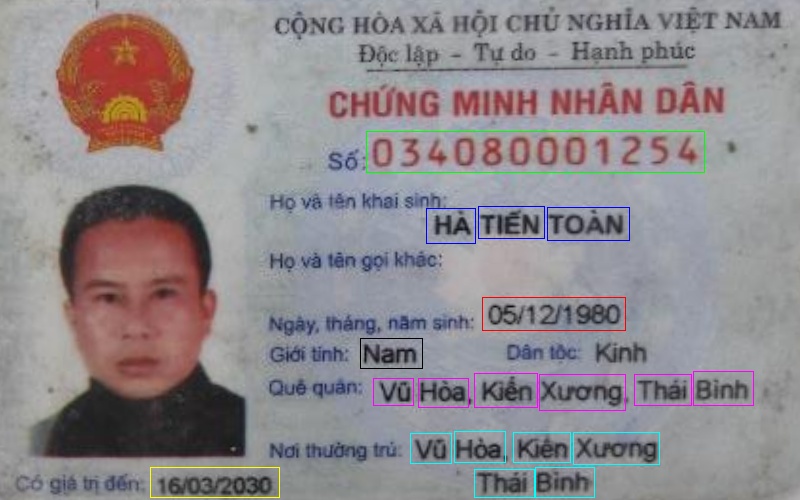 CỘNG HÒA XÃ HỘI CHỦ NGHĨA VIỆT NAM
Độc lập - Tự do - Hạnh phúc
CHỨNG MINH NHÂN DÂN
Số: 034080001254
Họ và tên khai sinh:
HÀ TIẾN TOÀN
Họ và tên gọi khác:
Ngày, tháng, năm sinh: 05/12/1980
Giới tính: Nam Dân tộc: Kinh
Quê quán: Vũ Hòa, Kiến Xương, Thái Bình
Nơi thường trú: Vũ Hòa, Kiến Xương
Thái Bình
Có giá trị đến: 16/03/2030